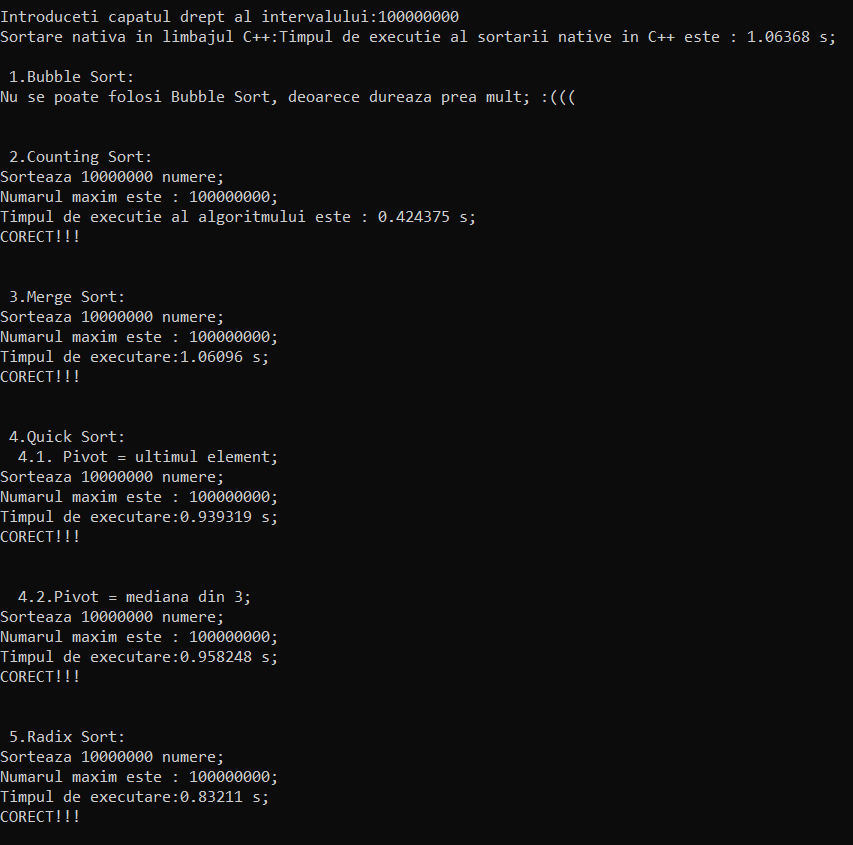 Introduceti capatul drept al intervalului:100000000
Sortare nativa in limbajul C++:Timpul de executie al sortarii native in C++ este : 1.06368 s;
1.Bubble Sort:
Nu se poate folosi Bubble Sort, deoarece dureaza prea mult; :(((
2.Counting Sort:
Sorteaza 10000000 numere;
Numarul maxim este : 100000000;
Timpul de executie al algoritmului este : 0.424375 s;
CORECT!!!
3.Merge Sort:
Sorteaza 10000000 numere;
Numarul maxim este : 100000000;
Timpul de executare:1.06096 s;
CORECT!!!
4.Quick Sort:
4.1. Pivot = ultimul element;
Sorteaza 10000000 numere;
Numarul maxim este : 100000000;
Timpul de executare:0.939319 s;
CORECT!!!
4.2.Pivot = mediana din 3;
Sorteaza 10000000 numere;
Numarul maxim este : 100000000;
Timpul de executare:0.958248 s;
CORECT!!!
5.Radix Sort:
Sorteaza 10000000 numere;
Numarul maxim este : 100000000;
Timpul de executare:0.83211 s;
CORECT!!!